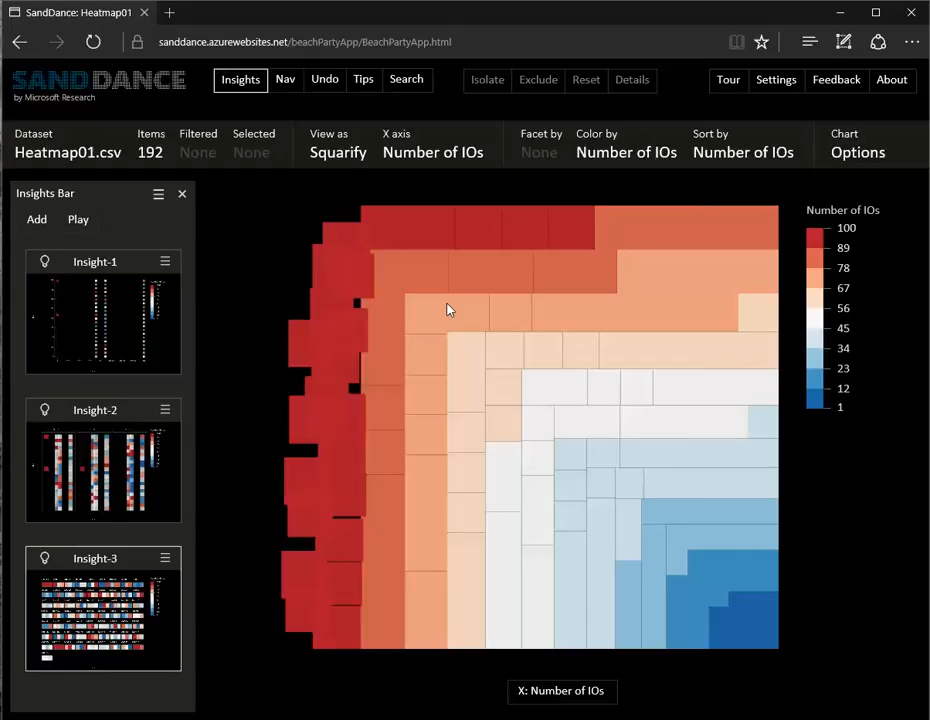 SandDance: Heatmap01
sanddance.azurewebsites.net/beachPartyApp/BeachPartyApp.html
SANDDANCE
by Microsoft Research
Insights Nav Undo Tips Search Isolate Exclude Reset Details Tour Settings Feedback About
Dataset Items Filtered Selected View as X axis Facet by Color by Sort by Chart
Heatmap01.csv 192 None None Squarify Number of IOs None Number of IOs Number of IOs Options
Insights Bar
Add Play
Insight-1
Insight-2
Insight-3
Number of IOs
100
89
78
67
56
45
34
23
12
1
X: Number of IOs